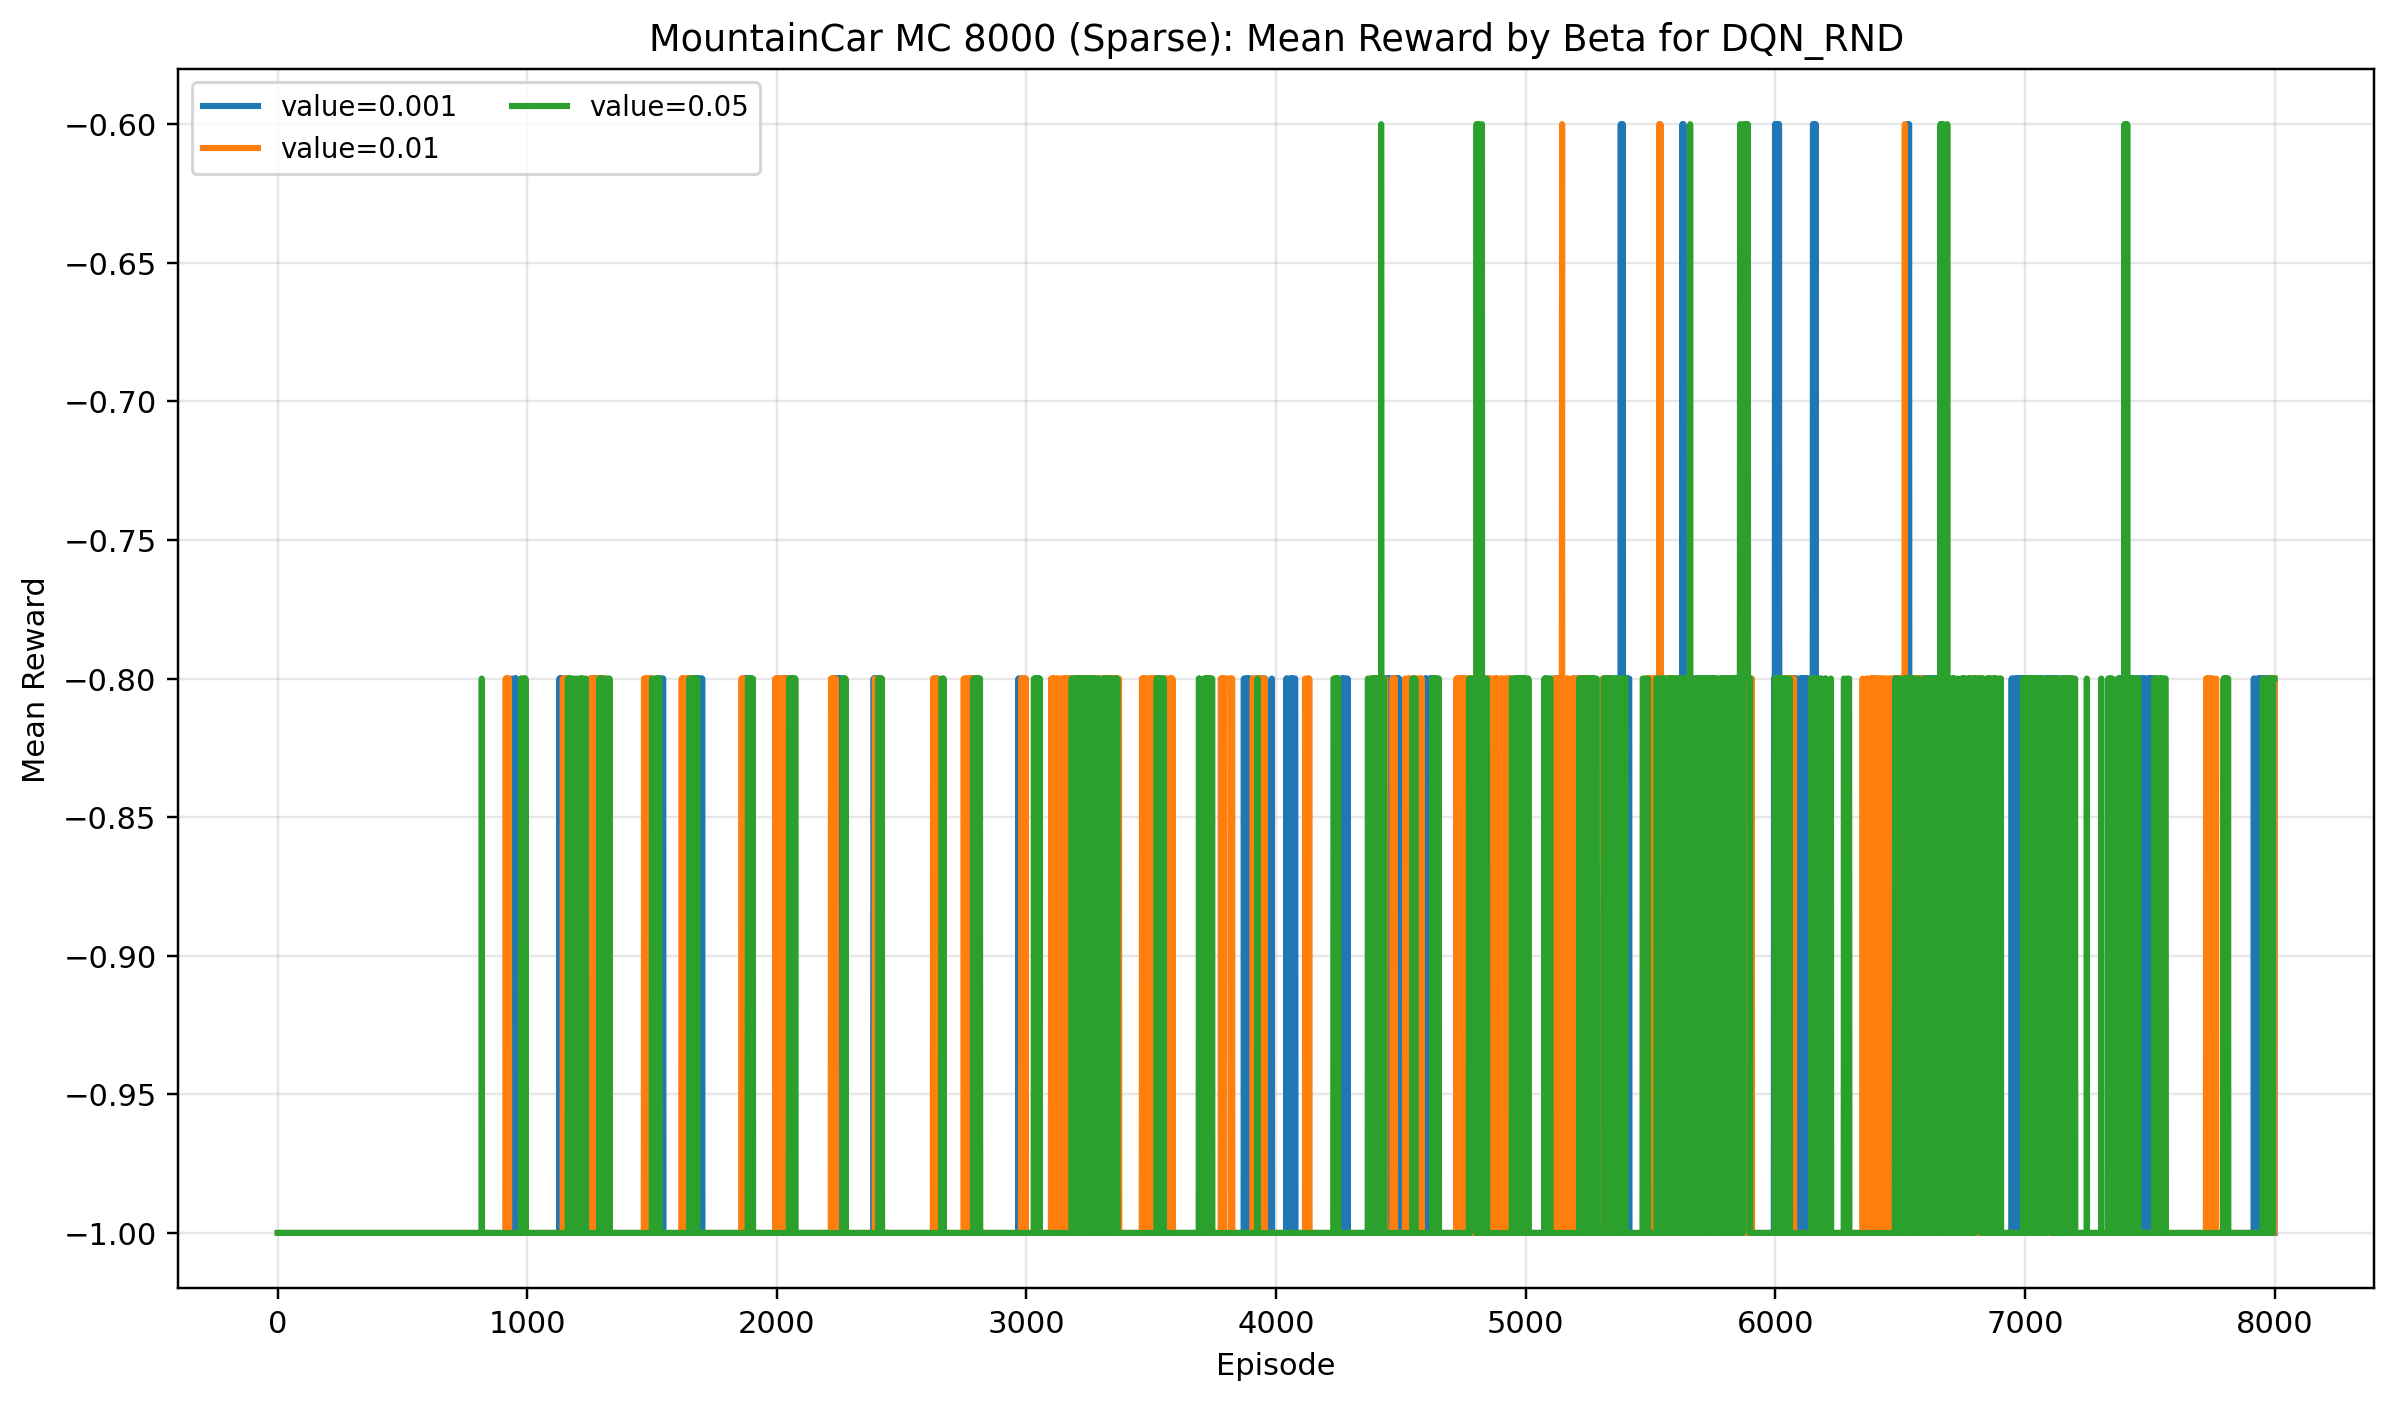 MountainCar MC 8000 (Sparse): Mean Reward by Beta for DQN_RND
value=0.001
value=0.01
value=0.05
−0.60
−0.65
−0.70
−0.75
−0.80
−0.85
−0.90
−0.95
−1.00
Mean Reward
0 1000 2000 3000 4000 5000 6000 7000 8000
Episode